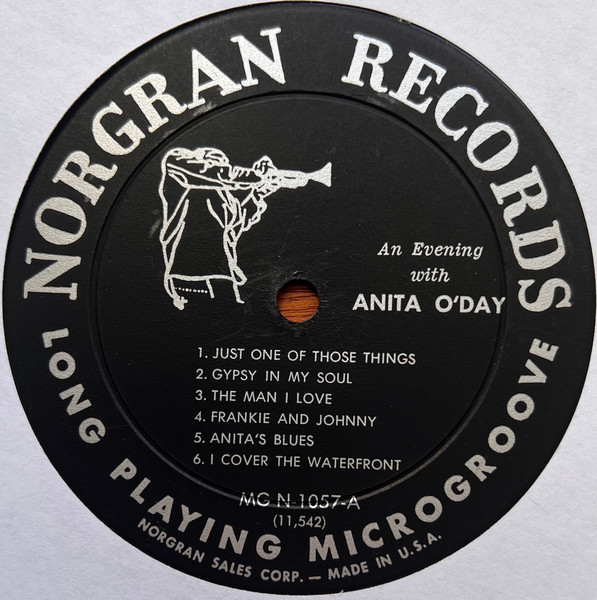 NORGRAN RECORDS
An Evening
with
ANITA O'DAY
1. JUST ONE OF THOSE THINGS
2. GYPSY IN MY SOUL
3. THE MAN I LOVE
4. FRANKIE AND JOHNNY
5. ANITA'S BLUES
6. I COVER THE WATERFRONT
MG N-1057-A
(11,542)
LONG PLAYING MICROGROOVE
NORGRAN SALES CORP. — MADE IN U.S.A.